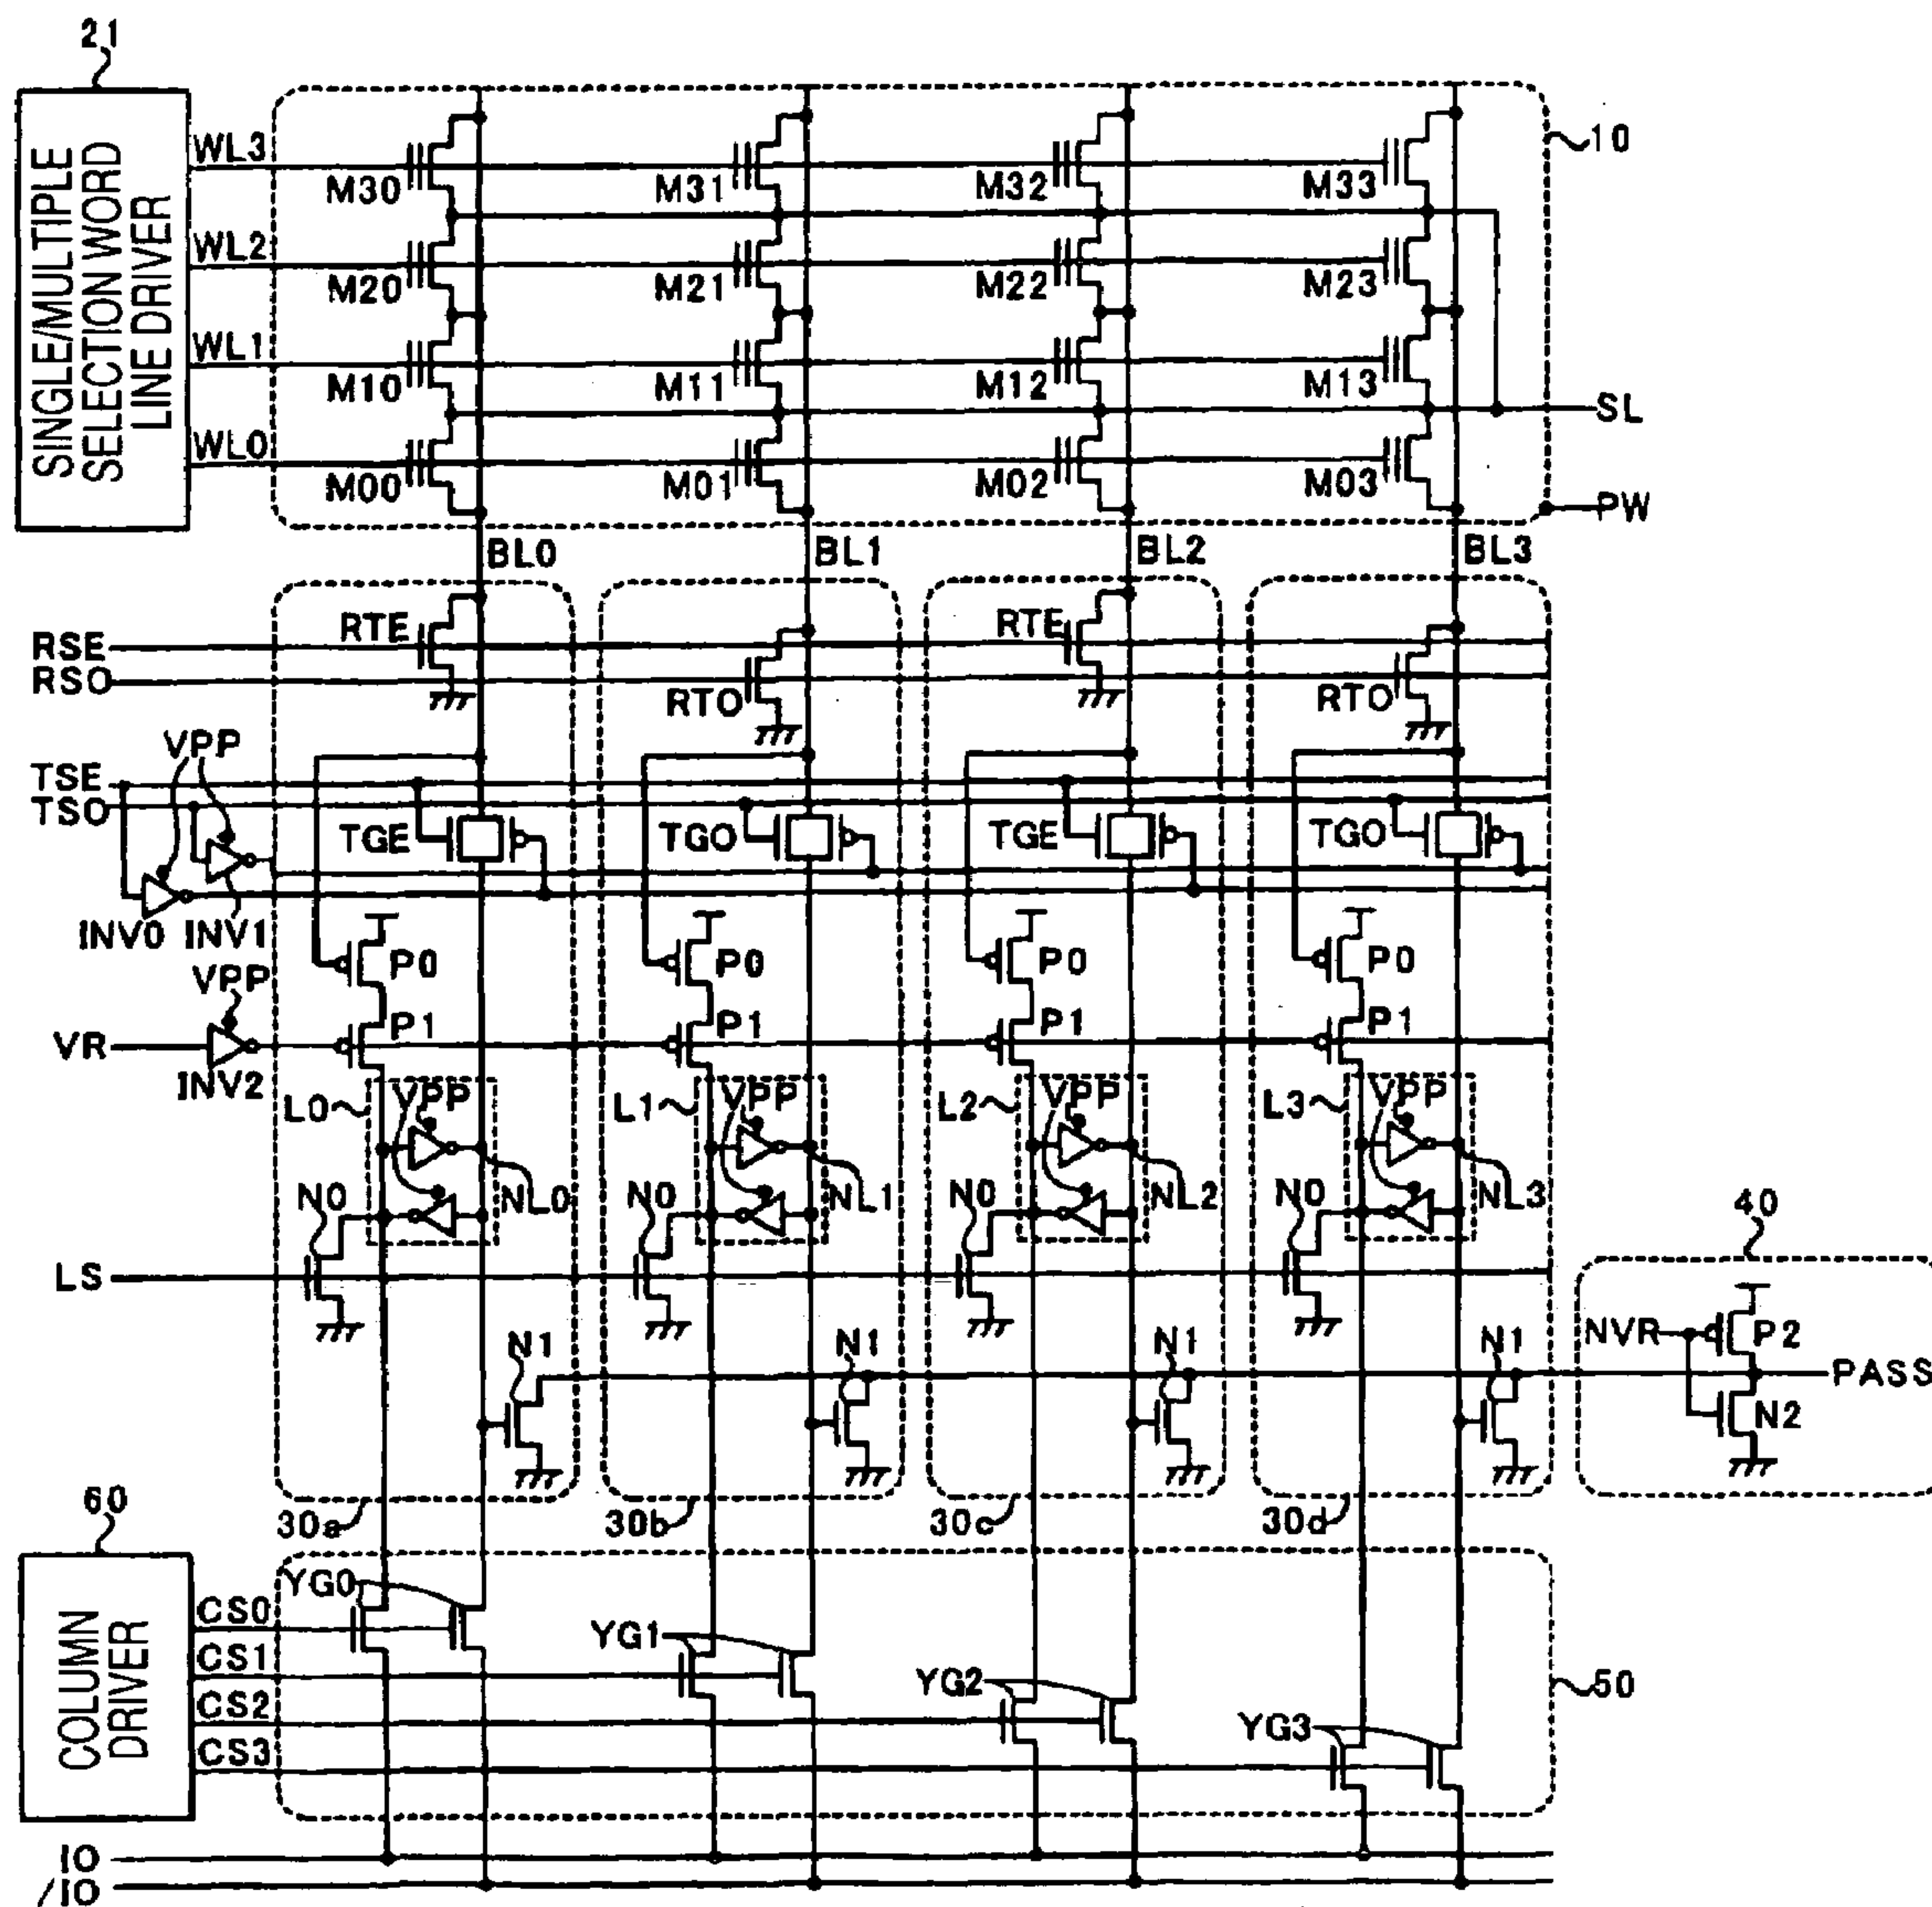 21
SINGLE/MULTIPLE
SELECTION WORD
LINE DRIVER
WL3
WL2
WL1
WL0
M30 M31 M32 M33
M20 M21 M22 M23
M10 M11 M12 M13
M00 M01 M02 M03
10
SL
PW
BL0 BL1 BL2 BL3
RSE
RSO
RTE RTO RTE RTO
VPP
TSE
TSO
TGE TGO TGE TGO
INV0 INV1
P0 P0 P0 P0
VPP
VR
INV2
P1 P1 P1 P1
L0 VPP L1 VPP L2 VPP L3 VPP
N0 NL0 N0 NL1 N0 NL2 N0 NL3
LS
40
N1 N1 N1 N1
NVR P2
PASS
N2
30a 30b 30c 30d
60
COLUMN
DRIVER
CS0
CS1
CS2
CS3
YG0
YG1
YG2
YG3
50
IO
/IO